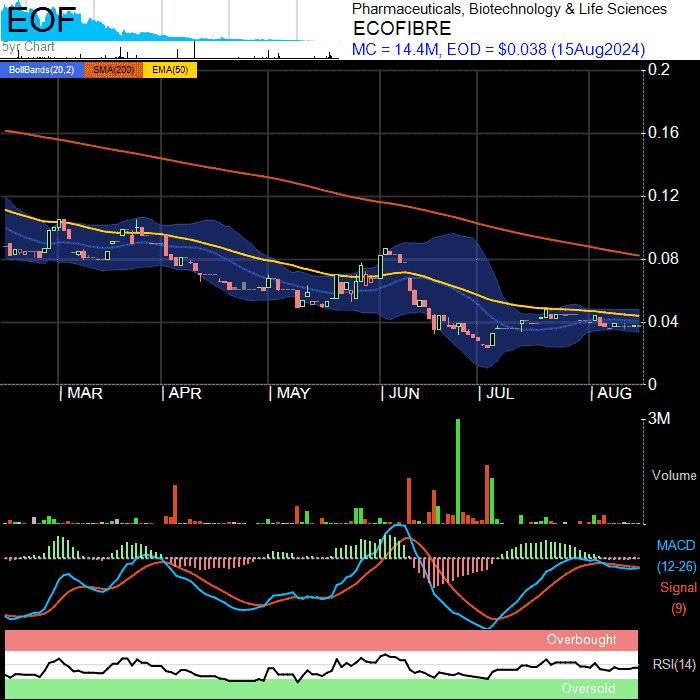 EOF
5yr Chart
Pharmaceuticals, Biotechnology & Life Sciences
ECOFIBRE
MC = 14.4M, EOD = $0.038 (15Aug2024)
BollBands(20,2) SMA(200) EMA(50)
0.2
0.16
0.12
0.08
0.04
0
MAR APR MAY JUN JUL AUG
3M
Volume
MACD
(12-26)
Signal
(9)
Overbought
RSI(14)
Oversold